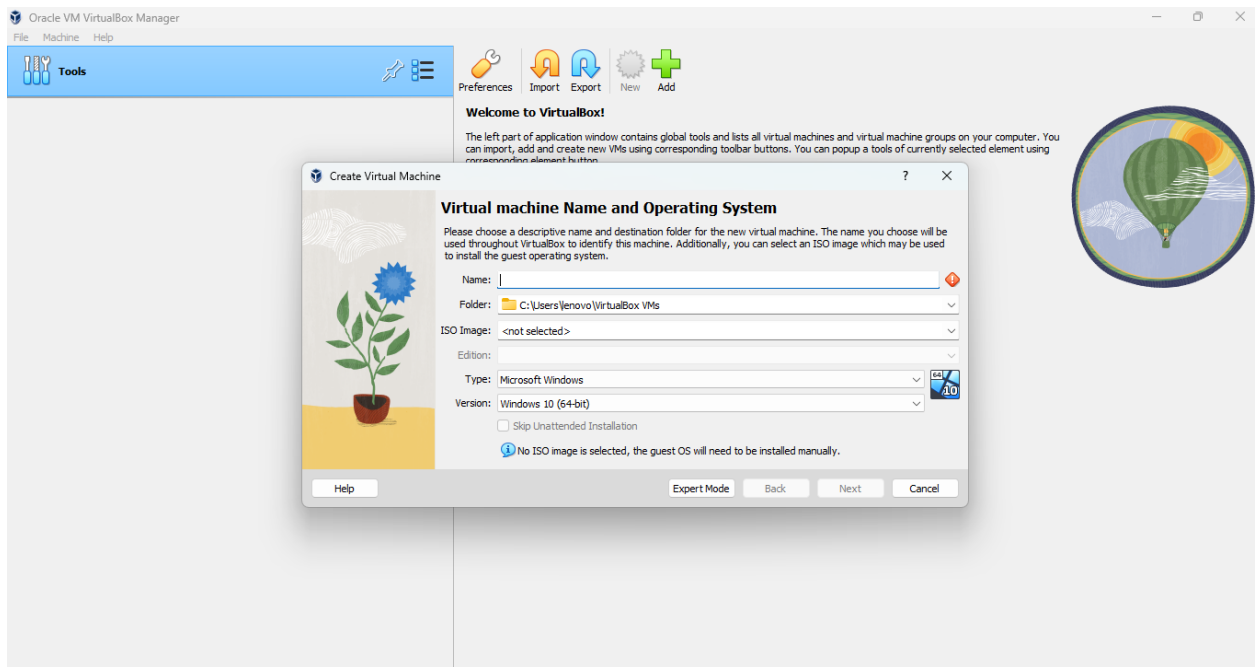 Oracle VM VirtualBox Manager
File Machine Help
Tools
Preferences Import Export New Add
Welcome to VirtualBox!
The left part of application window contains global tools and lists all virtual machines and virtual machine groups on your computer. You
can import, add and create new VMs using corresponding toolbar buttons. You can popup a tools of currently selected element using
corresponding element button
Create Virtual Machine ?
Virtual machine Name and Operating System
Please choose a descriptive name and destination folder for the new virtual machine. The name you choose will be
used throughout VirtualBox to identify this machine. Additionally, you can select an ISO image which may be used
to install the guest operating system.
Name:
Folder: C:\Users\lenovo\VirtualBox VMs
ISO Image: <not selected>
Edition:
Type: Microsoft Windows
64
10
Version: Windows 10 (64-bit)
Skip Unattended Installation
No ISO image is selected, the guest OS will need to be installed manually.
Help Expert Mode Back Next Cancel